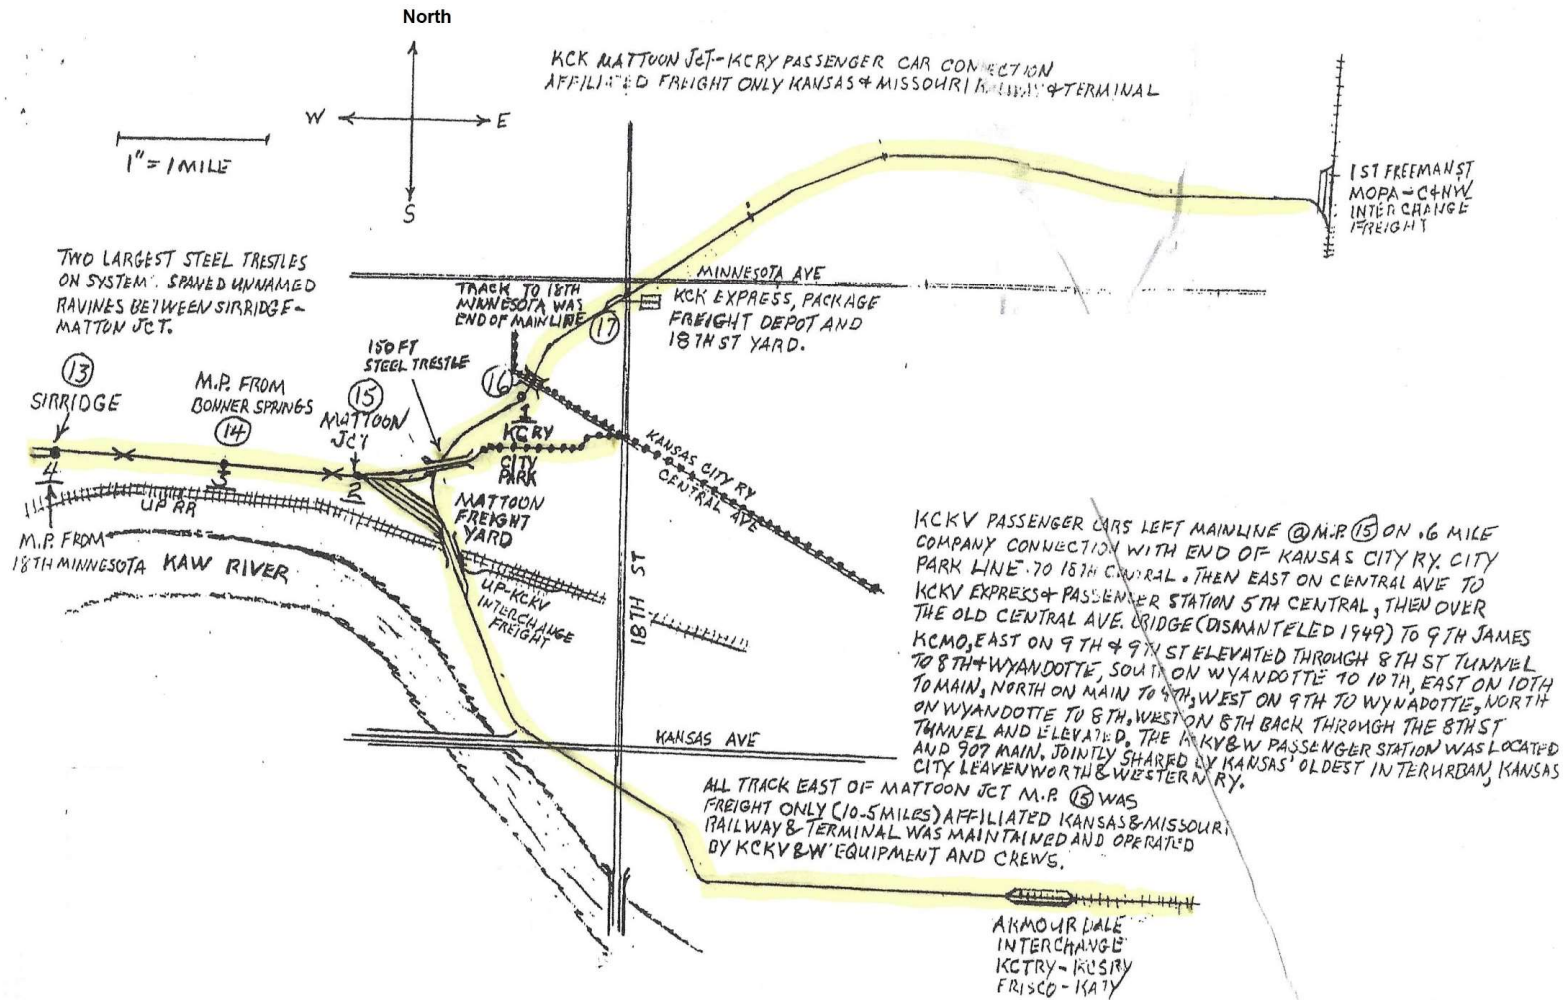 North
KCK MATTOON JCT-KCRY PASSENGER CAR CONNECTION
AFFILIATED FREIGHT ONLY KANSAS & MISSOURI RAILWAY & TERMINAL
W
E
S
1" = 1 MILE
1ST FREEMAN ST
MOPA-C&NW
INTERCHANGE
FREIGHT
TWO LARGEST STEEL TRESTLES
ON SYSTEM. SPANED UNNAMED
RAVINES BETWEEN SIRRIDGE-
MATTON JCT.
MINNESOTA AVE
TRACK TO 18TH
MINNESOTA WAS
END OF MAINLINE
KCK EXPRESS, PACKAGE
FREIGHT DEPOT AND
18TH ST YARD.
17
150 FT
STEEL TRESTLE
13
SIRRIDGE
M.P. FROM
BONNER SPRINGS
14
15
MATTOON
JCT
16
1
KCRY
CITY
PARK
KANSAS CITY RY
CENTRAL AVE
4
3
2
UP RR
MATTOON
FREIGHT
YARD
M.P. FROM
18TH MINNESOTA
KAW RIVER
UP-KCKV
INTERCHANGE
FREIGHT
18TH ST
KCKV PASSENGER CARS LEFT MAINLINE @ M.P. 15 ON .6 MILE
COMPANY CONNECTION WITH END OF KANSAS CITY RY. CITY
PARK LINE TO 18TH CENTRAL. THEN EAST ON CENTRAL AVE TO
KCKV EXPRESS & PASSENGER STATION 5TH CENTRAL, THEN OVER
THE OLD CENTRAL AVE BRIDGE (DISMANTELED 1949) TO 9TH JAMES
KCMO, EAST ON 9TH & 9TH ST ELEVATED THROUGH 8TH ST TUNNEL
TO 8TH & WYANDOTTE, SOUTH ON WYANDOTTE TO 10TH, EAST ON 10TH
TO MAIN, NORTH ON MAIN TO 9TH, WEST ON 9TH TO WYNADOTTE, NORTH
ON WYANDOTTE TO 8TH, WEST ON 8TH BACK THROUGH THE 8TH ST
TUNNEL AND ELEVATED. THE KCKV&W PASSENGER STATION WAS LOCATED
AND 907 MAIN. JOINTLY SHARED BY KANSAS' OLDEST INTERURBAN, KANSAS
CITY LEAVENWORTH & WESTERN RY.
KANSAS AVE
ALL TRACK EAST OF MATTOON JCT M.P. 15 WAS
FREIGHT ONLY (10.5 MILES) AFFILIATED KANSAS & MISSOURI
RAILWAY & TERMINAL WAS MAINTAINED AND OPERATED
BY KCKV&W EQUIPMENT AND CREWS.
ARMOURDALE
INTERCHANGE
KCTRY-KCSRY
FRISCO-KATY